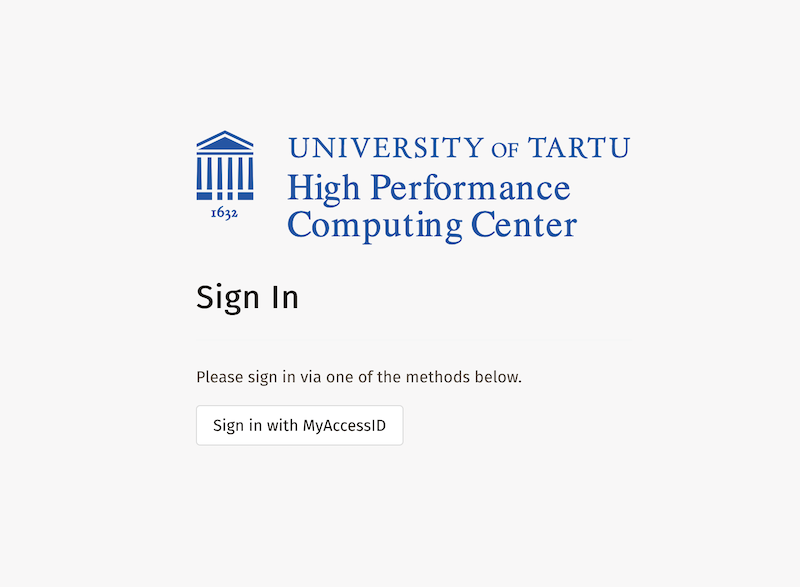 UNIVERSITY OF TARTU
High Performance
Computing Center
1632
Sign In
Please sign in via one of the methods below.
Sign in with MyAccessID